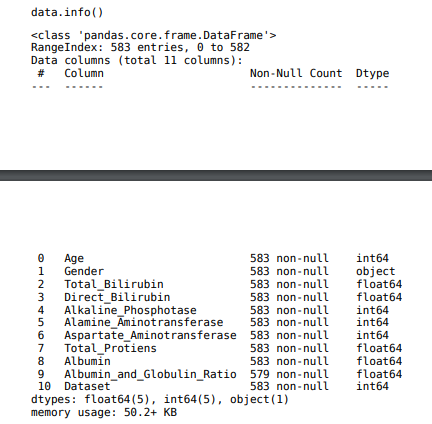 data.info()
<class 'pandas.core.frame.DataFrame'>
RangeIndex: 583 entries, 0 to 582
Data columns (total 11 columns):
 #   Column                      Non-Null Count  Dtype
---  ------                      --------------  -----
 0   Age                         583 non-null    int64
 1   Gender                      583 non-null    object
 2   Total_Bilirubin             583 non-null    float64
 3   Direct_Bilirubin            583 non-null    float64
 4   Alkaline_Phosphotase        583 non-null    int64
 5   Alamine_Aminotransferase    583 non-null    int64
 6   Aspartate_Aminotransferase  583 non-null    int64
 7   Total_Protiens              583 non-null    float64
 8   Albumin                     583 non-null    float64
 9   Albumin_and_Globulin_Ratio  579 non-null    float64
 10  Dataset                     583 non-null    int64
dtypes: float64(5), int64(5), object(1)
memory usage: 50.2+ KB